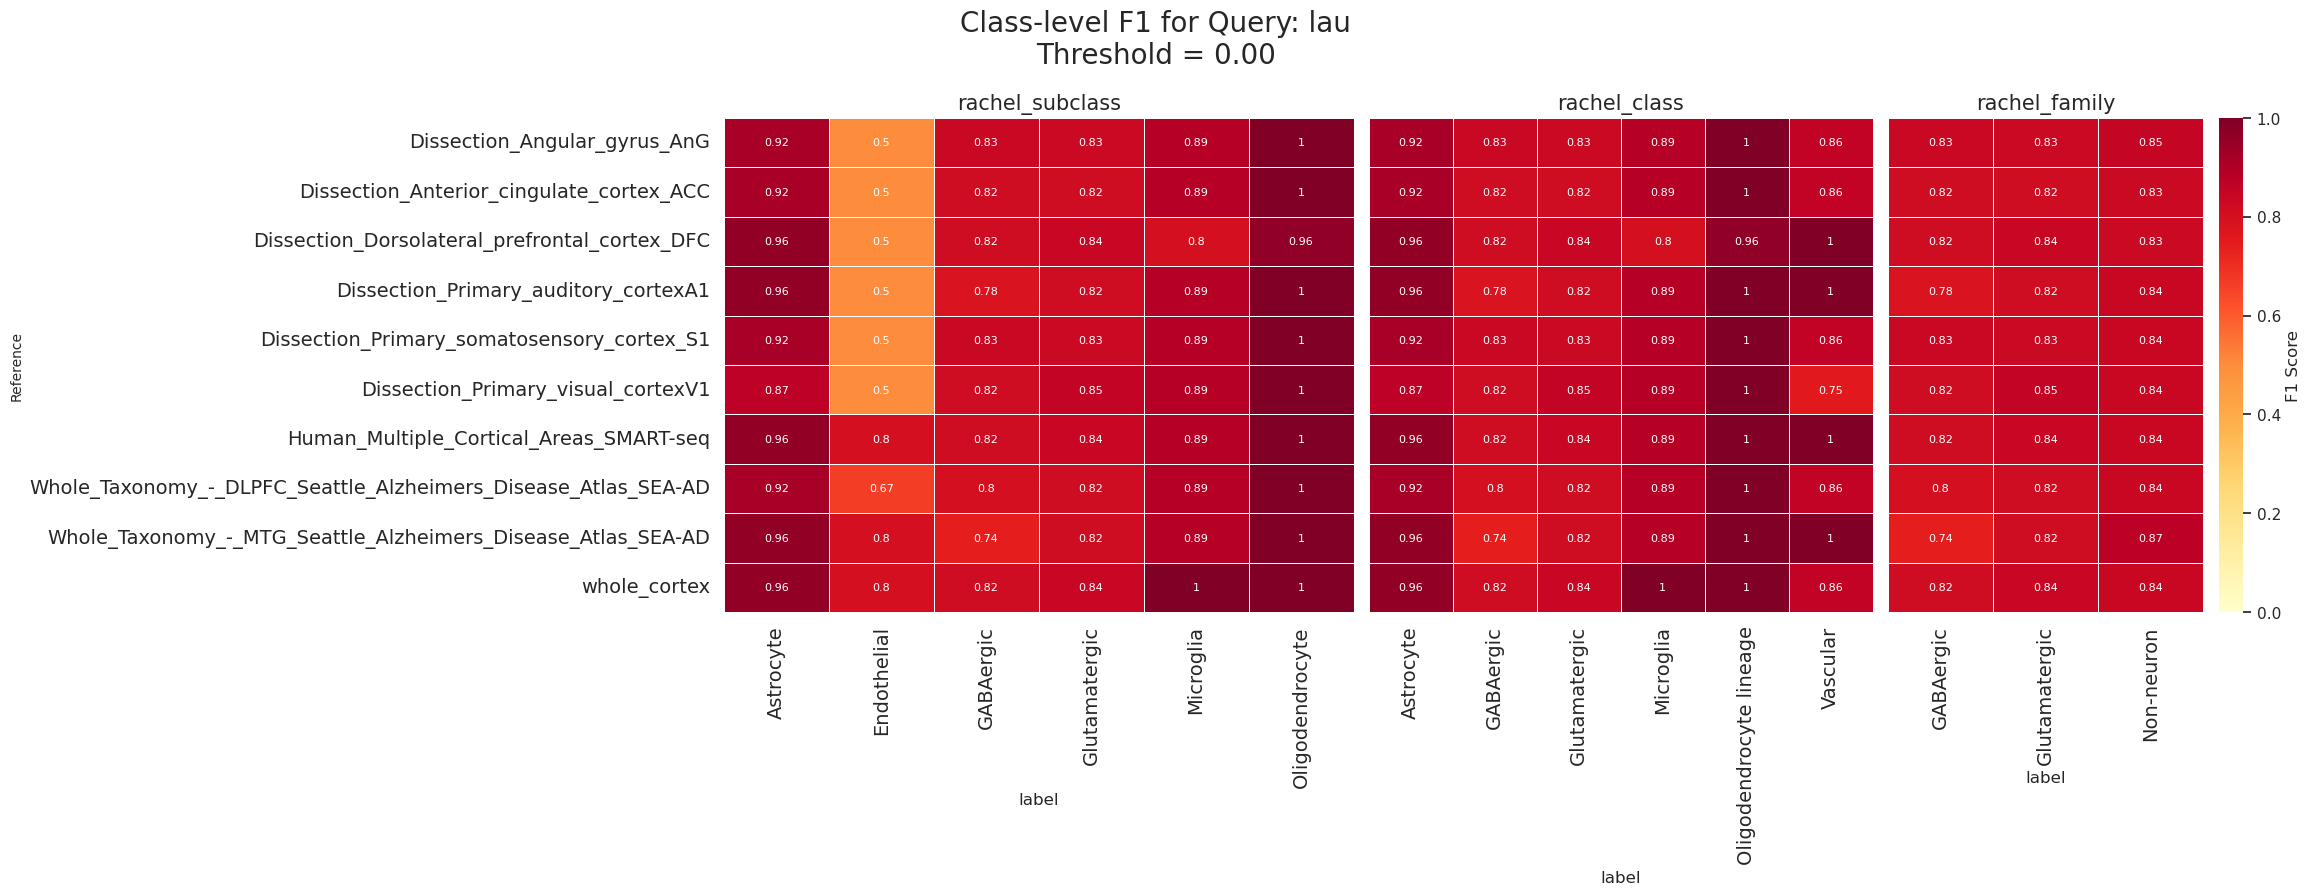 Class-level F1 for Query: lau
Threshold = 0.00
rachel_subclass
rachel_class
rachel_family
Reference
Dissection_Angular_gyrus_AnG 0.92 0.5 0.83 0.83 0.89 1 0.92 0.83 0.83 0.89 1 0.86 0.83 0.83 0.85
Dissection_Anterior_cingulate_cortex_ACC 0.92 0.5 0.82 0.82 0.89 1 0.92 0.82 0.82 0.89 1 0.86 0.82 0.82 0.83
Dissection_Dorsolateral_prefrontal_cortex_DFC 0.96 0.5 0.82 0.84 0.8 0.96 0.96 0.82 0.84 0.8 0.96 1 0.82 0.84 0.83
Dissection_Primary_auditory_cortexA1 0.96 0.5 0.78 0.82 0.89 1 0.96 0.78 0.82 0.89 1 1 0.78 0.82 0.84
Dissection_Primary_somatosensory_cortex_S1 0.92 0.5 0.83 0.83 0.89 1 0.92 0.83 0.83 0.89 1 0.86 0.83 0.83 0.84
Dissection_Primary_visual_cortexV1 0.87 0.5 0.82 0.85 0.89 1 0.87 0.82 0.85 0.89 1 0.75 0.82 0.85 0.84
Human_Multiple_Cortical_Areas_SMART-seq 0.96 0.8 0.82 0.84 0.89 1 0.96 0.82 0.84 0.89 1 1 0.82 0.84 0.84
Whole_Taxonomy_-_DLPFC_Seattle_Alzheimers_Disease_Atlas_SEA-AD 0.92 0.67 0.8 0.82 0.89 1 0.92 0.8 0.82 0.89 1 0.86 0.8 0.82 0.84
Whole_Taxonomy_-_MTG_Seattle_Alzheimers_Disease_Atlas_SEA-AD 0.96 0.8 0.74 0.82 0.89 1 0.96 0.74 0.82 0.89 1 1 0.74 0.82 0.87
whole_cortex 0.96 0.8 0.82 0.84 1 1 0.96 0.82 0.84 1 1 0.86 0.82 0.84 0.84
Astrocyte
Endothelial
GABAergic
Glutamatergic
Microglia
Oligodendrocyte
label
Astrocyte
GABAergic
Glutamatergic
Microglia
Oligodendrocyte lineage
Vascular
label
GABAergic
Glutamatergic
Non-neuron
label
1.0
0.8
0.6
0.4
0.2
0.0
F1 Score